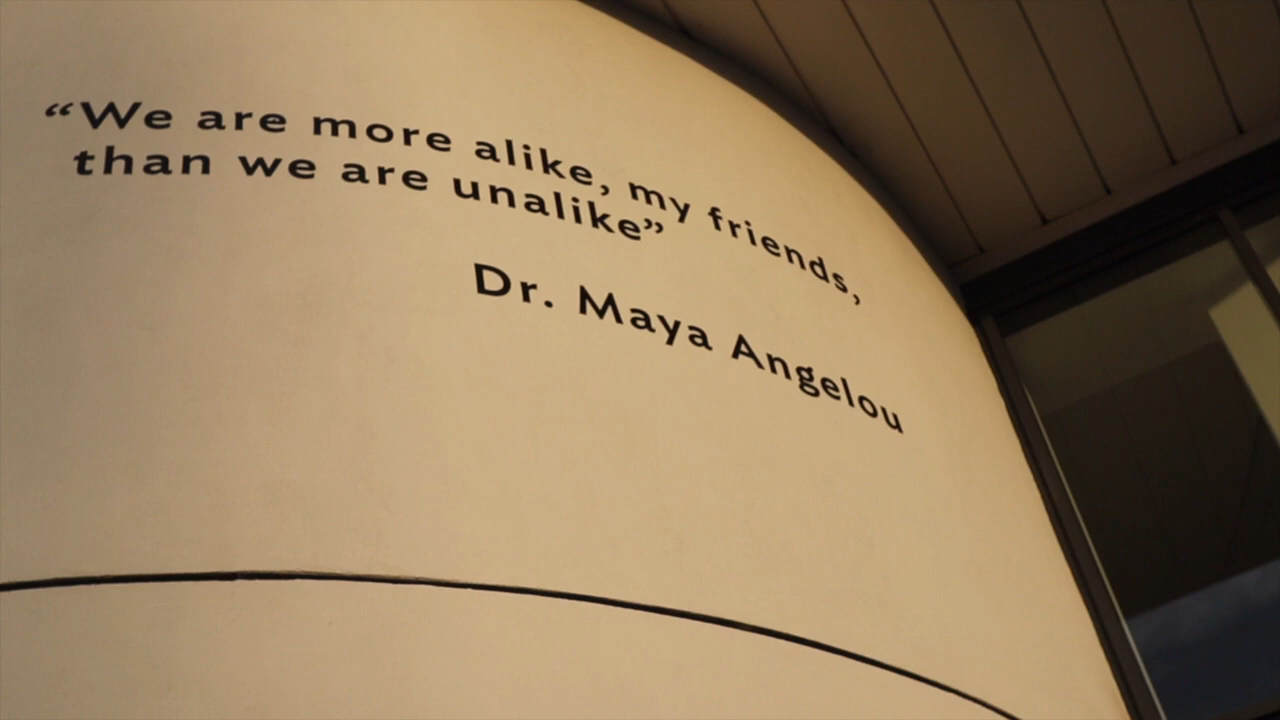 “We are more alike, my friends,
than we are unalike”
Dr. Maya Angelou